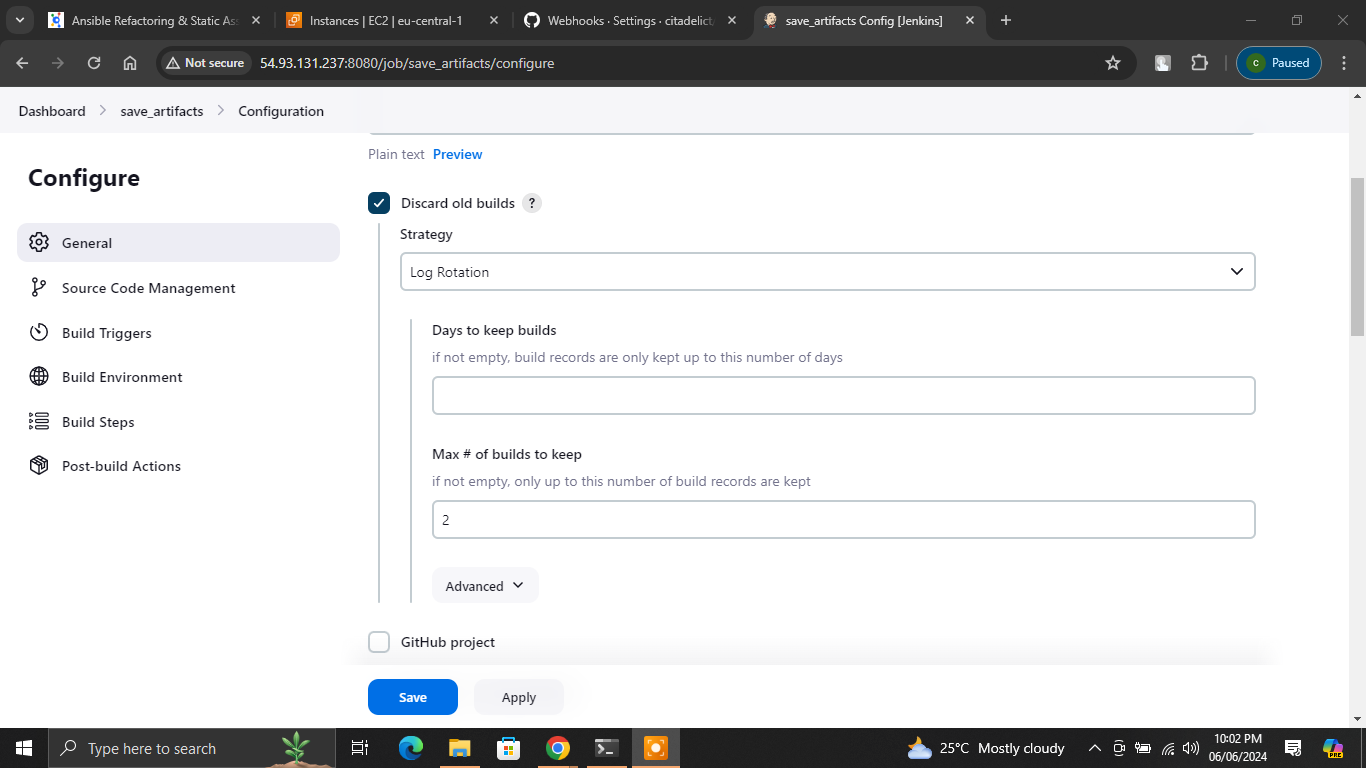 Ansible Refactoring & Static Ass
Instances | EC2 | eu-central-1
Webhooks · Settings · citadelict
save_artifacts Config [Jenkins]
Not secure
54.93.131.237:8080/job/save_artifacts/configure
C
Paused
Dashboard
save_artifacts
Configuration
Configure
General
Source Code Management
Build Triggers
Build Environment
Build Steps
Post-build Actions
Plain text Preview
Discard old builds ?
Strategy
Log Rotation
Days to keep builds
if not empty, build records are only kept up to this number of days
Max # of builds to keep
if not empty, only up to this number of build records are kept
2
Advanced
GitHub project
Save
Apply
Type here to search
25°C Mostly cloudy
10:02 PM
06/06/2024
PRE